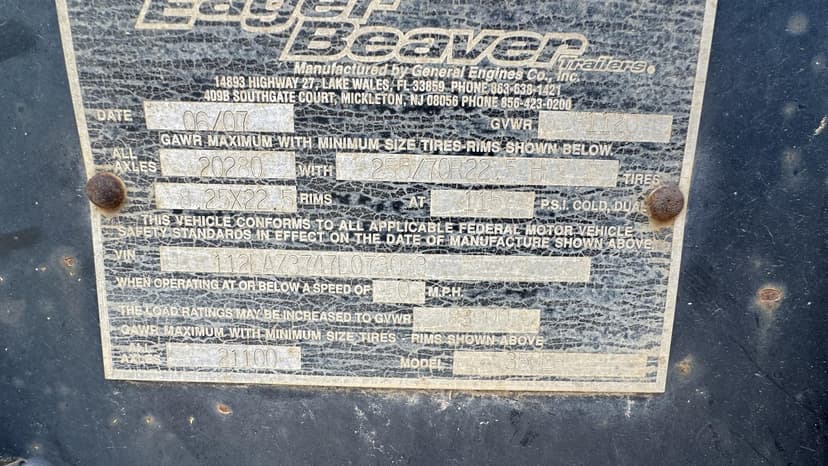 Eager
Beaver Trailers®
Manufactured by General Engines Co., Inc.
14893 HIGHWAY 27, LAKE WALES, FL 33859 PHONE 863-638-1421
409B SOUTHGATE COURT, MICKLETON, NJ 08056 PHONE 856-423-0200
DATE 06/07 GVWR
GAWR MAXIMUM WITH MINIMUM SIZE TIRES-RIMS SHOWN BELOW.
ALL AXLES 20280 WITH TIRES
RIMS AT 115 P.S.I. COLD, DUAL
THIS VEHICLE CONFORMS TO ALL APPLICABLE FEDERAL MOTOR VEHICLE
SAFETY STANDARDS IN EFFECT ON THE DATE OF MANUFACTURE SHOWN ABOVE
VIN
WHEN OPERATING AT OR BELOW A SPEED OF M.P.H.
THE LOAD RATINGS MAY BE INCREASED TO GVWR
GAWR MAXIMUM WITH MINIMUM SIZE TIRES - RIMS SHOWN ABOVE
ALL AXLES 21100 MODEL